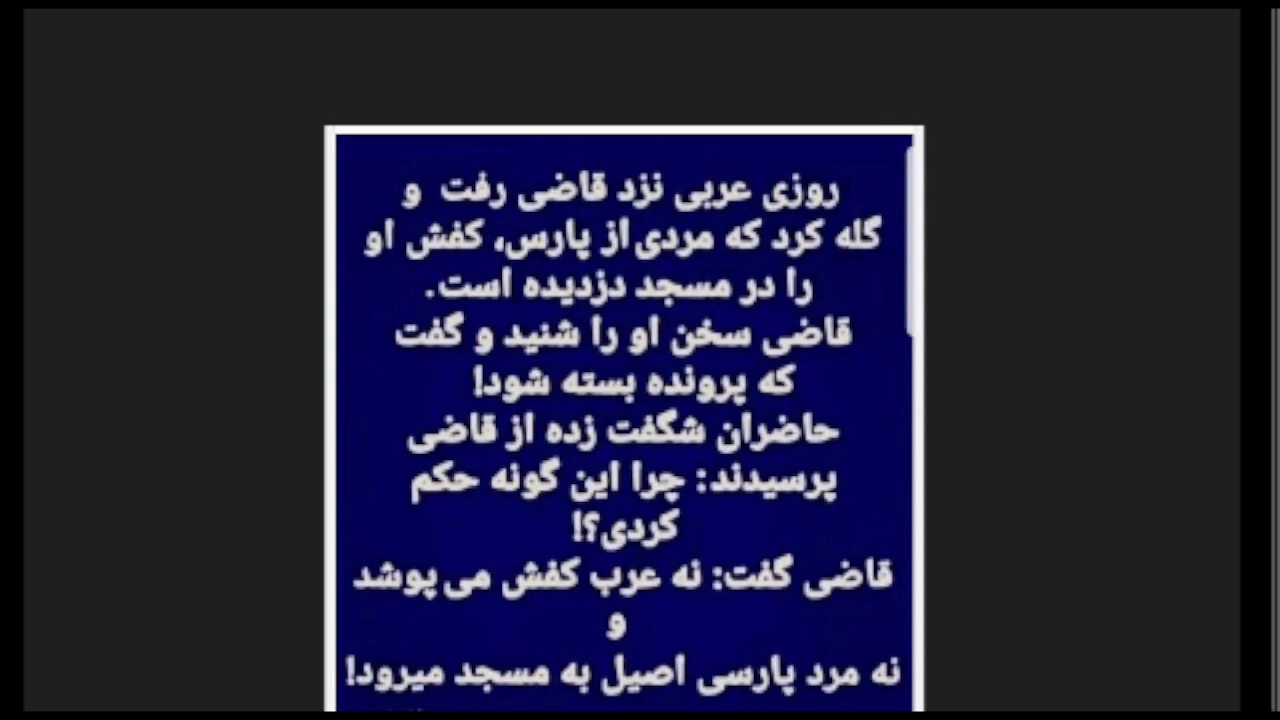 روزی عربی نزد قاضی رفت و
گله کرد که مردی از پارس، کفش او
را در مسجد دزدیده است.
قاضی سخن او را شنید و گفت
که پرونده بسته شود!
حاضران شگفت زده از قاضی
پرسیدند: چرا این گونه حکم
کردی؟!
قاضی گفت: نه عرب کفش می پوشد
و
نه مرد پارسی اصیل به مسجد میرود!